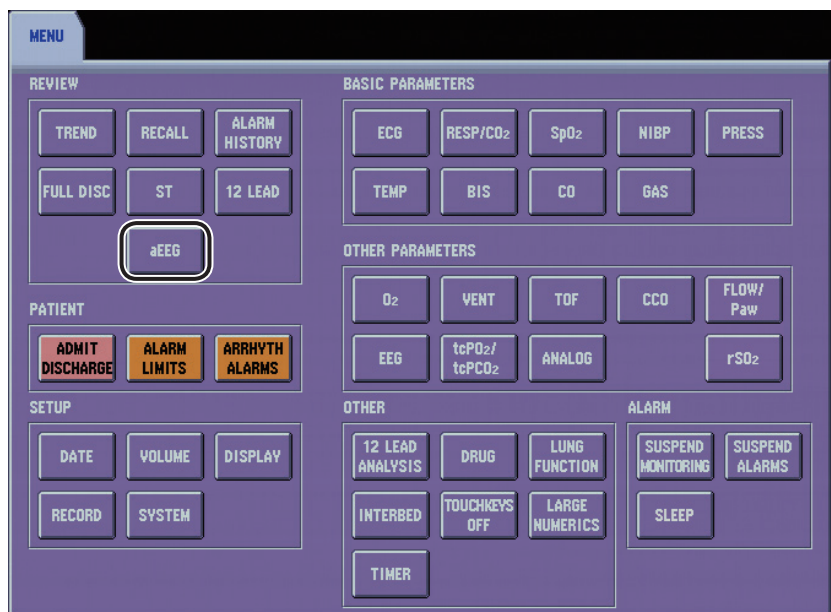 MENU
REVIEW
TREND
RECALL
ALARM
HISTORY
FULL DISC
ST
12 LEAD
aEEG
PATIENT
ADMIT
DISCHARGE
ALARM
LIMITS
ARRHYTH
ALARMS
SETUP
DATE
VOLUME
DISPLAY
RECORD
SYSTEM
BASIC PARAMETERS
ECG
RESP/CO2
SpO2
NIBP
PRESS
TEMP
BIS
CO
GAS
OTHER PARAMETERS
O2
VENT
TOF
CCO
FLOW/
Paw
EEG
tcPO2/
tcPCO2
ANALOG
rSO2
OTHER
12 LEAD
ANALYSIS
DRUG
LUNG
FUNCTION
INTERBED
TOUCHKEYS
OFF
LARGE
NUMERICS
TIMER
ALARM
SUSPEND
MONITORING
SUSPEND
ALARMS
SLEEP